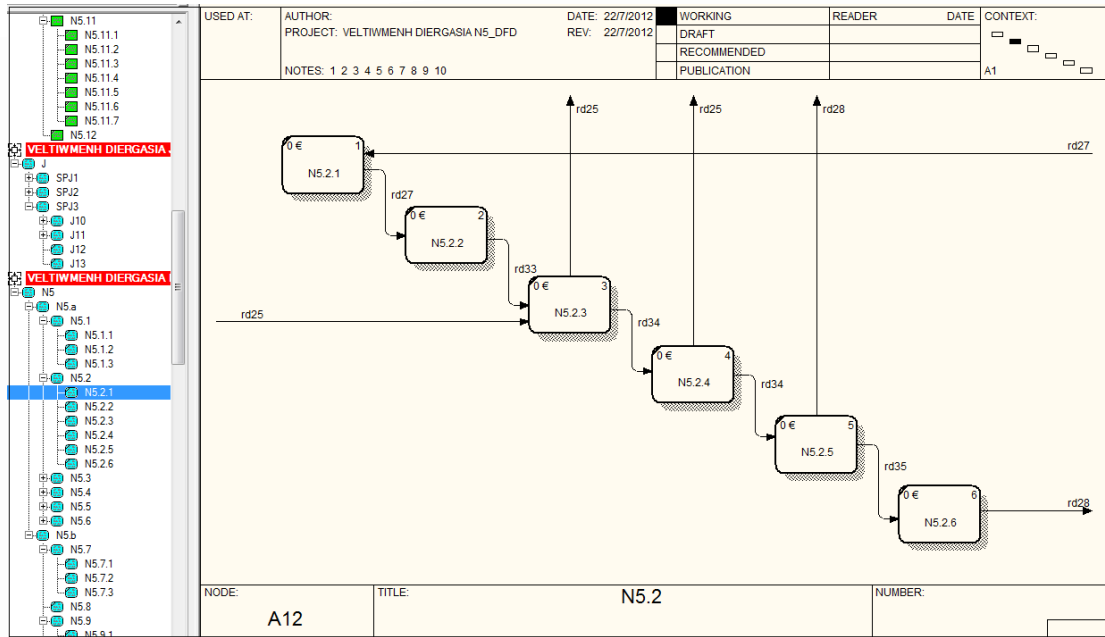 N5.11
N5.11.1
N5.11.2
N5.11.3
N5.11.4
N5.11.5
N5.11.6
N5.11.7
N5.12
VELTIWMENH DIERGASIA
J
SPJ1
SPJ2
SPJ3
J10
J11
J12
J13
VELTIWMENH DIERGASIA
N5
N5.a
N5.1
N5.1.1
N5.1.2
N5.1.3
N5.2
N5.2.1
N5.2.2
N5.2.3
N5.2.4
N5.2.5
N5.2.6
N5.3
N5.4
N5.5
N5.6
N5.b
N5.7
N5.7.1
N5.7.2
N5.7.3
N5.8
N5.9
N5.9.1
USED AT:
AUTHOR:
PROJECT: VELTIWMENH DIERGASIA N5_DFD
NOTES: 1 2 3 4 5 6 7 8 9 10
DATE: 22/7/2012
REV: 22/7/2012
WORKING
DRAFT
RECOMMENDED
PUBLICATION
READER DATE
CONTEXT:
A1
rd25
rd25
rd28
0 € 1
N5.2.1
rd27
rd27
0 € 2
N5.2.2
rd33
0 € 3
N5.2.3
rd25
rd34
0 € 4
N5.2.4
rd34
0 € 5
N5.2.5
rd35
0 € 6
N5.2.6
rd28
NODE:
A12
TITLE:
N5.2
NUMBER: